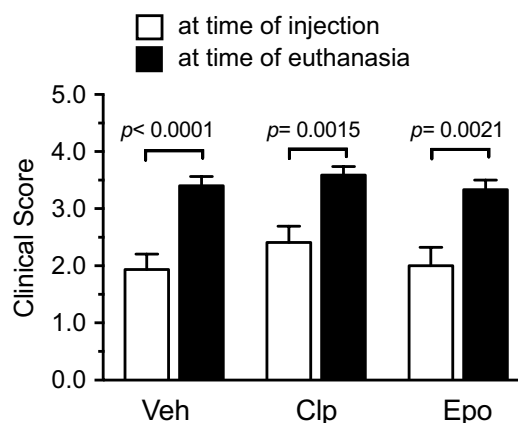 at time of injection
at time of euthanasia
5.0
4.0
3.0
2.0
1.0
0.0
Clinical Score
p< 0.0001
p= 0.0015
p= 0.0021
Veh
Clp
Epo